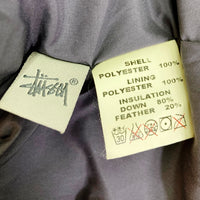 Stüssy ®
SHELL
POLYESTER 100%
LINING
POLYESTER 100%
INSULATION
DOWN 80%
FEATHER 20%